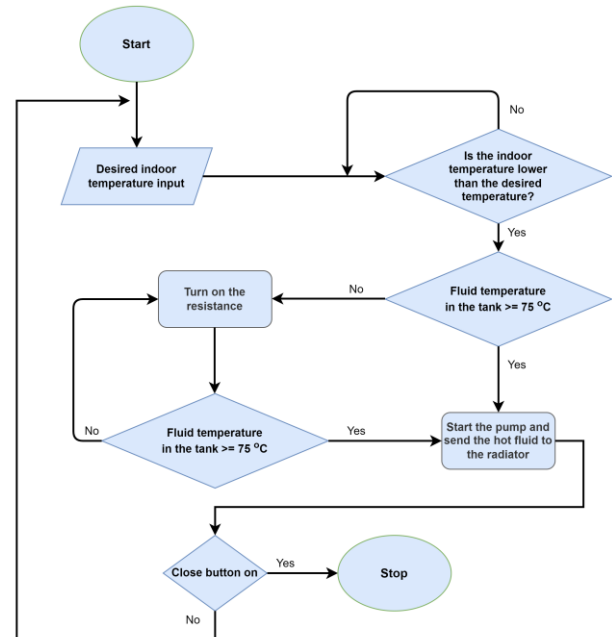 Start
No
Desired indoor
temperature input
Is the indoor
temperature lower
than the desired
temperature?
Yes
Turn on the
resistance
No
Fluid temperature
in the tank >= 75 °C
Yes
No
Fluid temperature
in the tank >= 75 °C
Yes
Start the pump and
send the hot fluid to
the radiator
Close button on
Yes
Stop
No